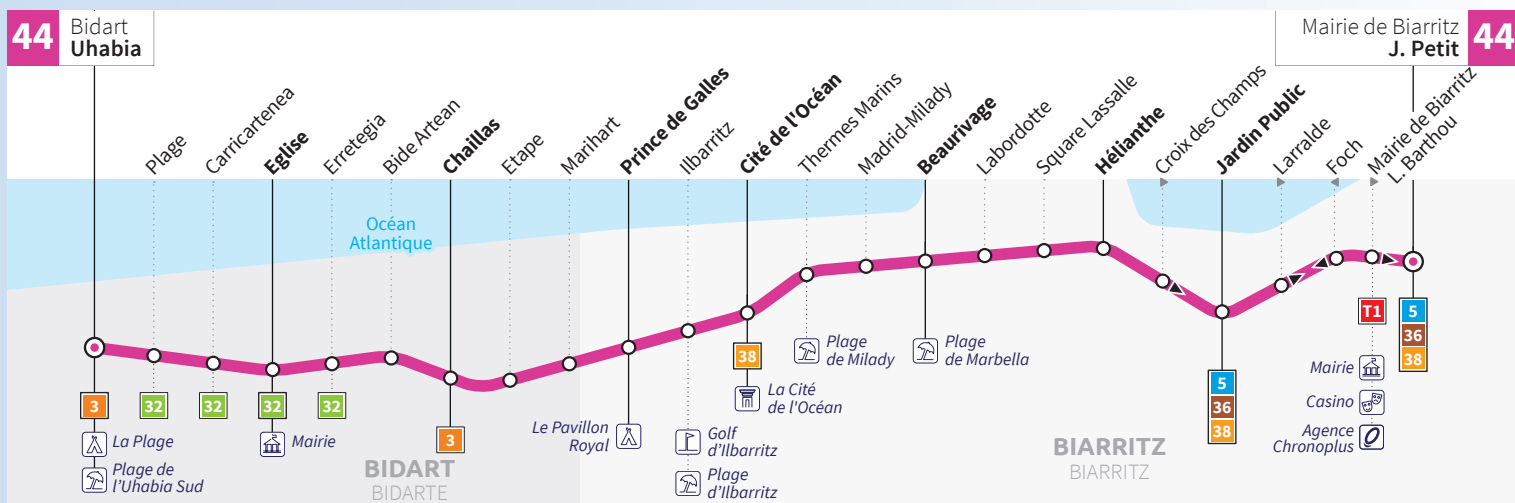 44
Bidart
Uhabia
Mairie de Biarritz
J. Petit
44
Plage
Carricartenea
Eglise
Erretegia
Bide Artean
Chaillas
Etape
Marilhart
Prince de Galles
Ilbarritz
Cité de l'Océan
Thermes Marins
Madrid-Milady
Beaurivage
Labordotte
Square Lassalle
Hélianthe
Croix des Champs
Jardin Public
Larralde
Foch
Mairie de Biarritz
L. Barthou
Océan
Atlantique
3
La Plage
Plage de
l'Uhabia Sud
32
32
32
Mairie
32
3
Le Pavillon
Royal
Golf
d'Ilbarritz
Plage
d'Ilbarritz
38
La Cité
de l'Océan
Plage
de Milady
Plage
de Marbella
5
36
38
T1
Mairie
Casino
Agence
Chronoplus
5
36
38
BIDART
BIDARTE
BIARRITZ
BIARRITZ